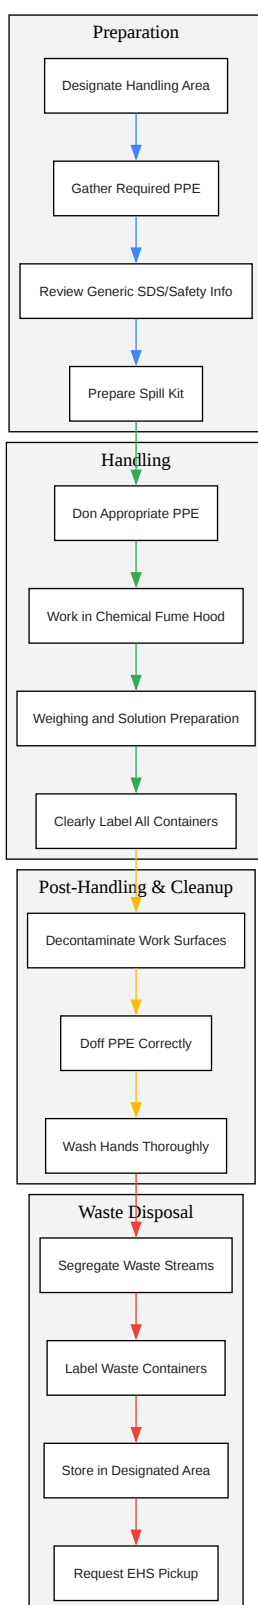 Preparation
Designate Handling Area
Gather Required PPE
Review Generic SDS/Safety Info
Prepare Spill Kit
Handling
Don Appropriate PPE
Work in Chemical Fume Hood
Weighing and Solution Preparation
Clearly Label All Containers
Post-Handling & Cleanup
Decontaminate Work Surfaces
Doff PPE Correctly
Wash Hands Thoroughly
Waste Disposal
Segregate Waste Streams
Label Waste Containers
Store in Designated Area
Request EHS Pickup